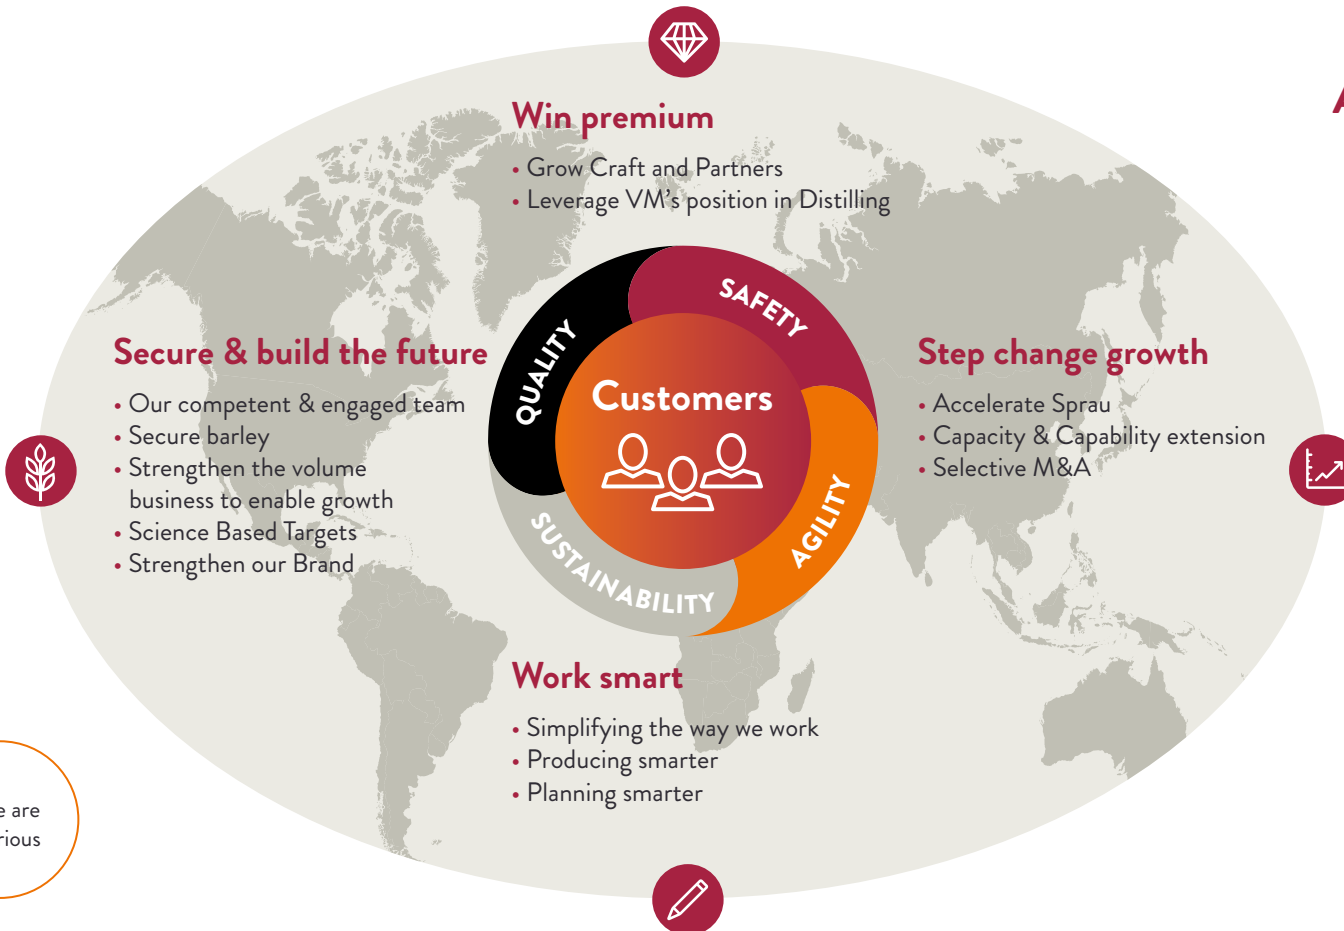 A
Win premium
• Grow Craft and Partners
• Leverage VM's position in Distilling
QUALITY
SAFETY
AGILITY
SUSTAINABILITY
Customers
Secure & build the future
• Our competent & engaged team
• Secure barley
• Strengthen the volume
business to enable growth
• Science Based Targets
• Strengthen our Brand
Step change growth
• Accelerate Sprau
• Capacity & Capability extension
• Selective M&A
Work smart
• Simplifying the way we work
• Producing smarter
• Planning smarter
e are
rious